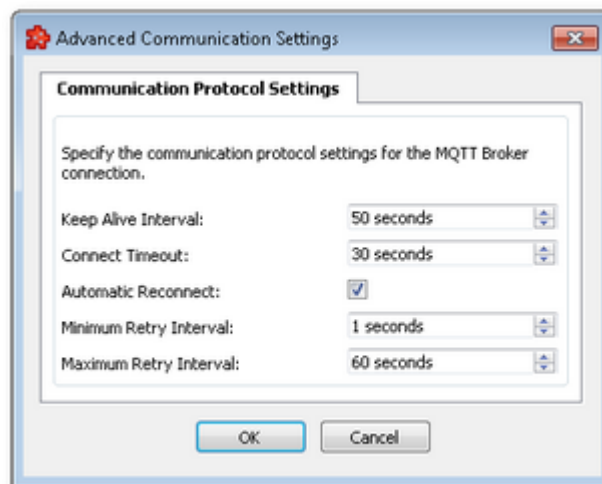 Advanced Communication Settings
Communication Protocol Settings
Specify the communication protocol settings for the MQTT Broker
connection.
Keep Alive Interval: 50 seconds
Connect Timeout: 30 seconds
Automatic Reconnect:
Minimum Retry Interval: 1 seconds
Maximum Retry Interval: 60 seconds
OK Cancel